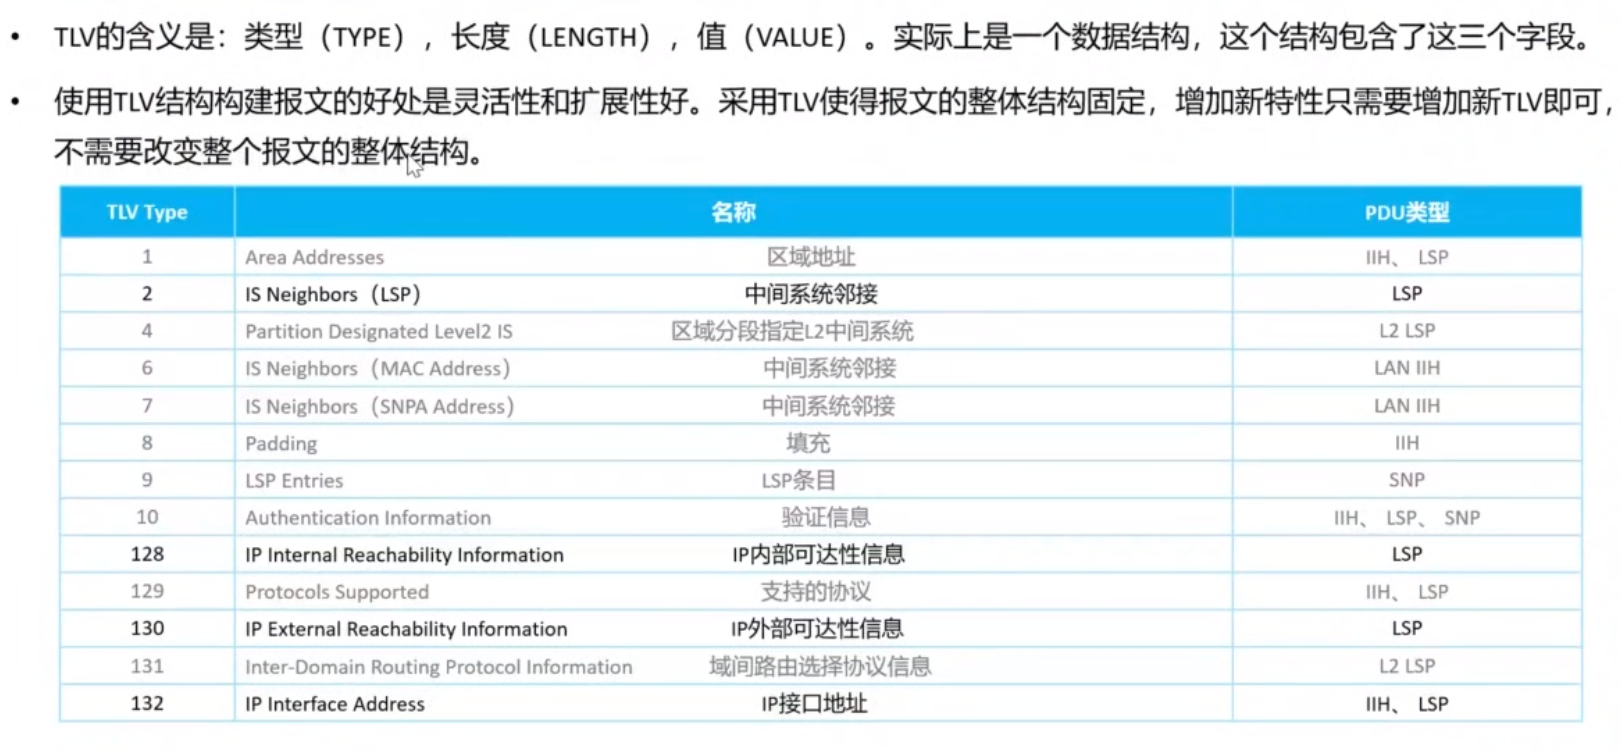 • TLV的含义是：类型（TYPE），长度（LENGTH），值（VALUE）。实际上是一个数据结构，这个结构包含了这三个字段。
• 使用TLV结构构建报文的好处是灵活性和扩展性好。采用TLV使得报文的整体结构固定，增加新特性只需要增加新TLV即可，
不需要改变整个报文的整体结构。
TLV Type 名称 PDU类型
1 Area Addresses 区域地址 IIH、 LSP
2 IS Neighbors（LSP） 中间系统邻接 LSP
4 Partition Designated Level2 IS 区域分段指定L2中间系统 L2 LSP
6 IS Neighbors（MAC Address） 中间系统邻接 LAN IIH
7 IS Neighbors（SNPA Address） 中间系统邻接 LAN IIH
8 Padding 填充 IIH
9 LSP Entries LSP条目 SNP
10 Authentication Information 验证信息 IIH、 LSP、 SNP
128 IP Internal Reachability Information IP内部可达性信息 LSP
129 Protocols Supported 支持的协议 IIH、 LSP
130 IP External Reachability Information IP外部可达性信息 LSP
131 Inter-Domain Routing Protocol Information 域间路由选择协议信息 L2 LSP
132 IP Interface Address IP接口地址 IIH、 LSP